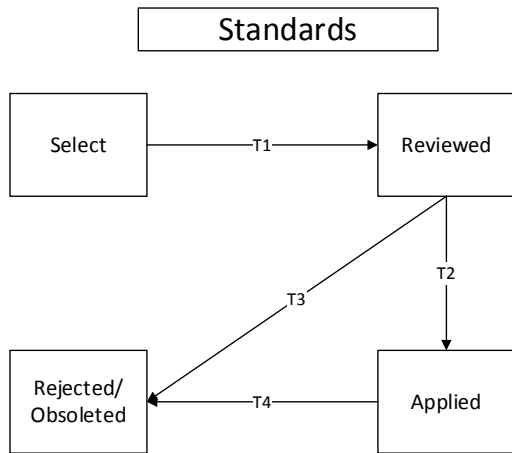 Standards
Select
T1
Reviewed
T3
T2
Rejected/
Obsoleted
T4
Applied